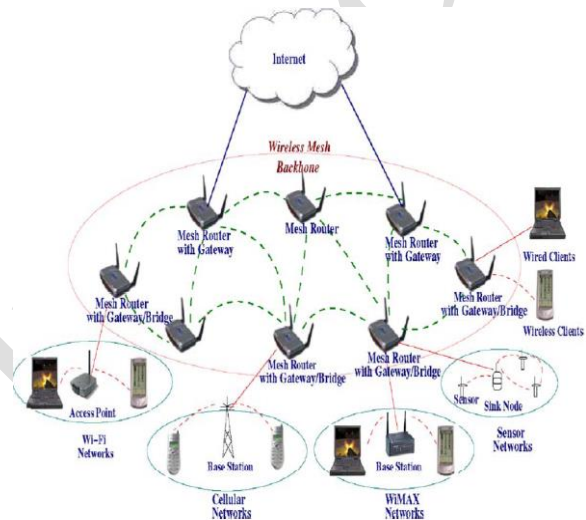 Internet
Wireless Mesh
Backbone
Mesh Router
with Gateway
Mesh Router
Mesh Router
with Gateway
Wired Clients
Mesh Router
with Gateway/Bridge
Mesh Router
with Gateway/Bridge
Wireless Clients
Mesh Router
with Gateway/Bridge
Mesh Router
with Gateway/Bridge
Access Point
Wi-Fi
Networks
Base Station
Cellular
Networks
Base Station
WiMAX
Networks
Sensor
Sink Node
Sensor
Networks